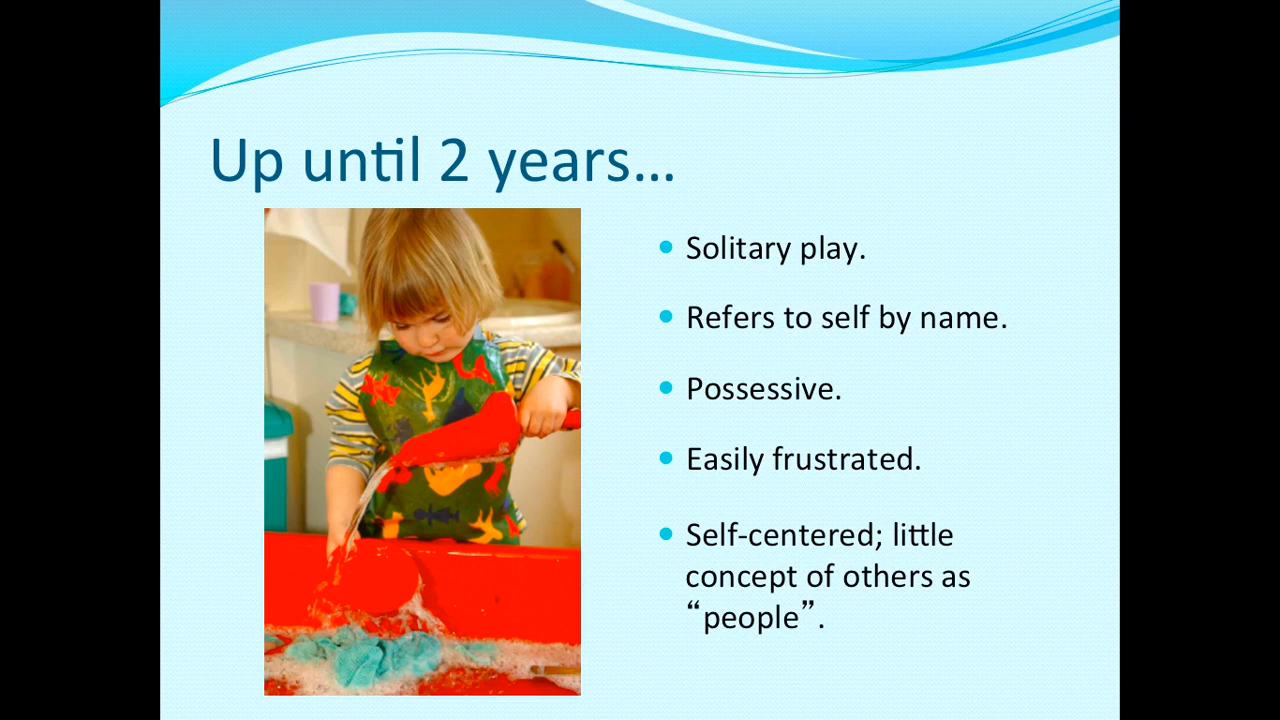 Up until 2 years…
Solitary play.
Refers to self by name.
Possessive.
Easily frustrated.
Self-centered; little
concept of others as
“people”.